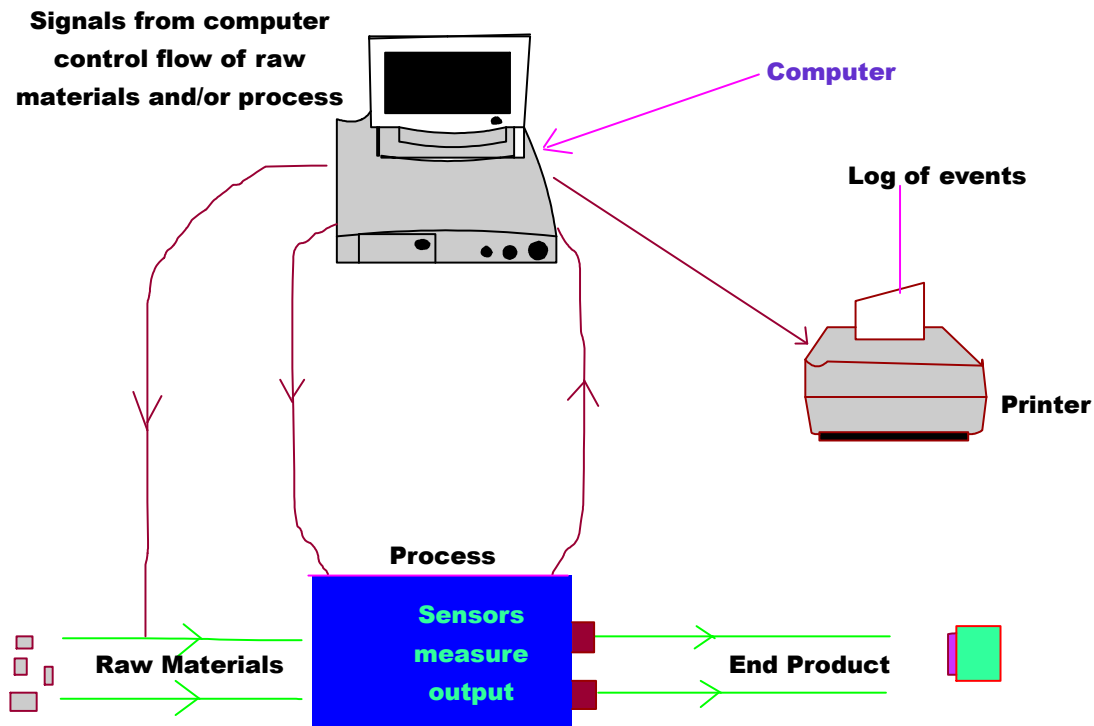 Signals from computer
control flow of raw
materials and/or process
Computer
Log of events
Printer
Process
Sensors
measure
output
Raw Materials
End Product